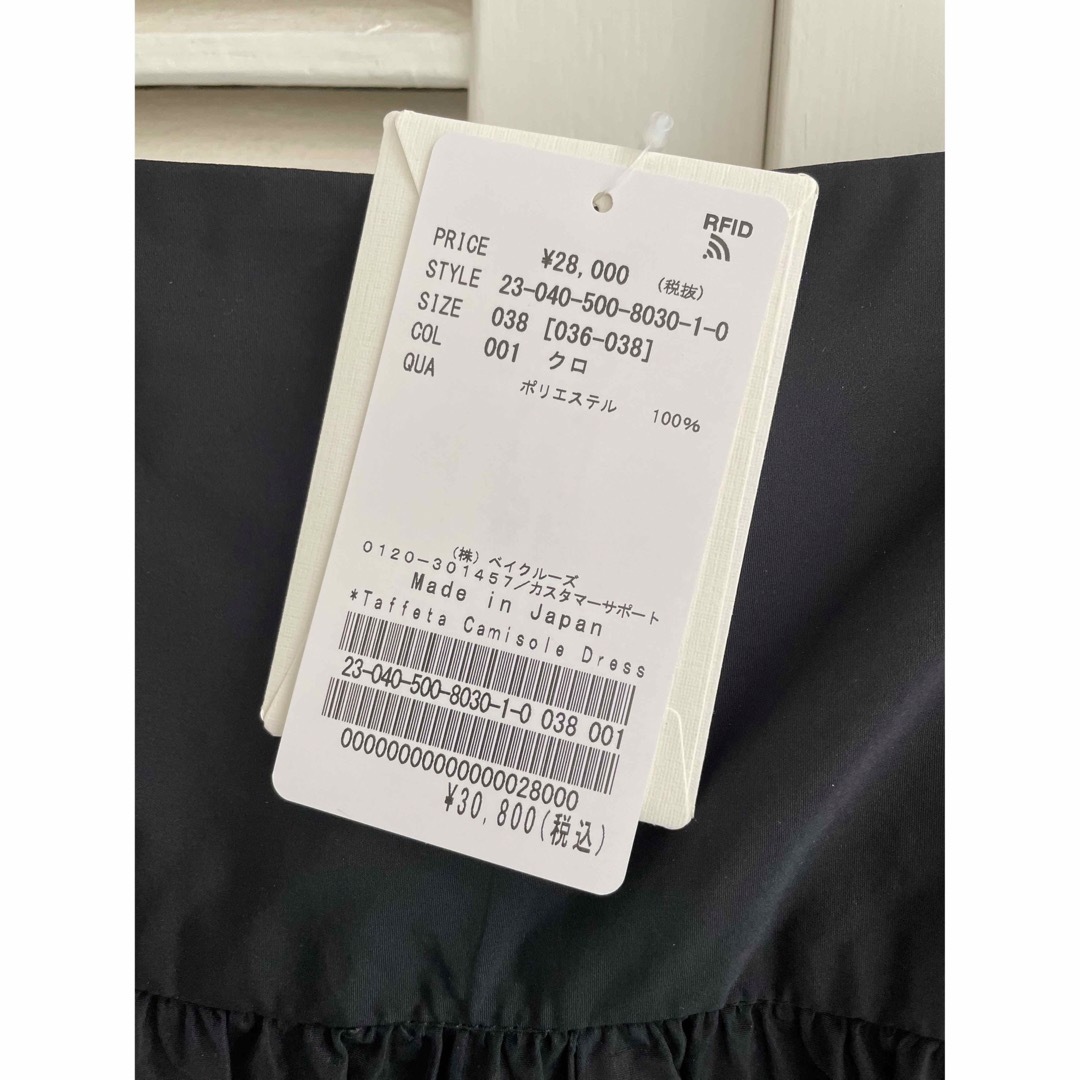 RFID
PRICE ¥28,000 (税抜)
STYLE 23-040-500-8030-1-0
SIZE 038 [036-038]
COL 001 クロ
QUA ポリエステル 100%
(株) ベイクルーズ
0120-301457/カスタマーサポート
Made in Japan
*Taffeta Camisole Dress
23-040-500-8030-1-0 038 001
0000000000000028000
¥30,800(税込)